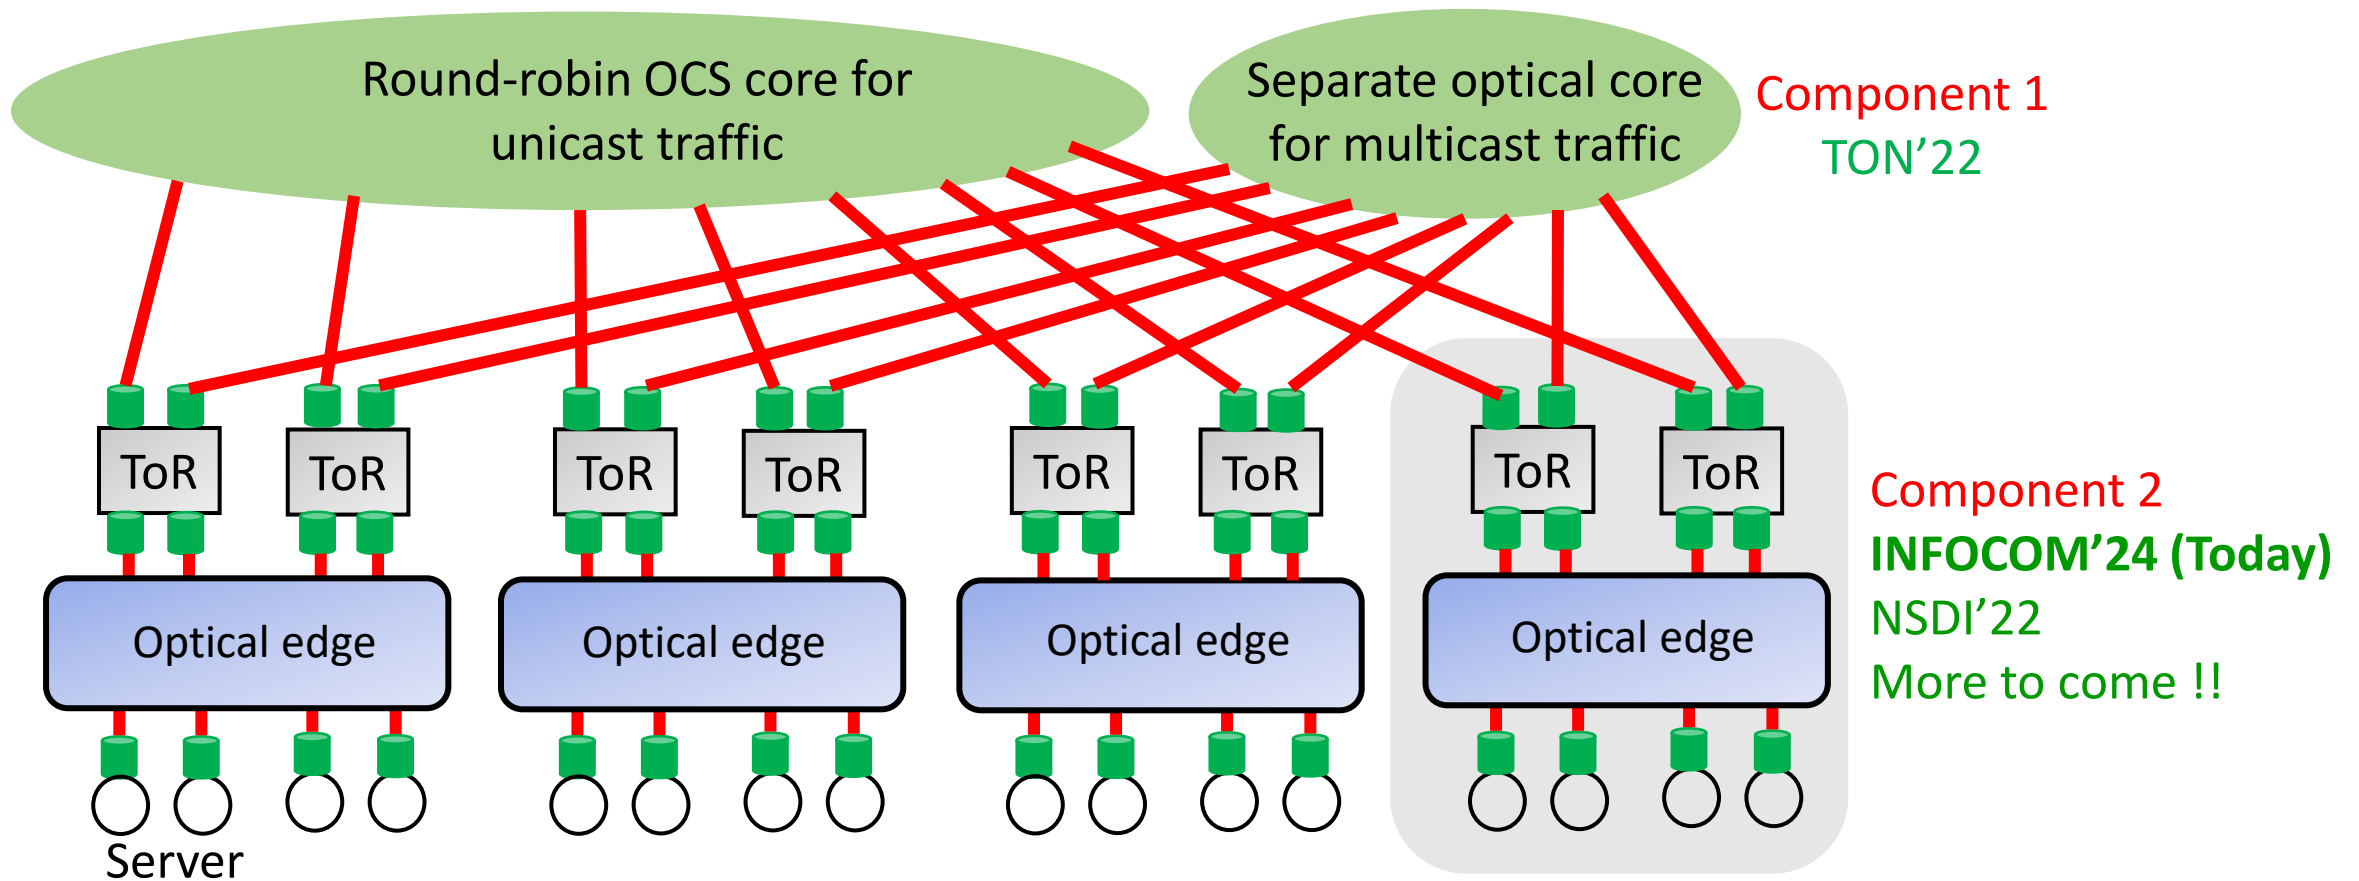 Round-robin OCS core for
unicast traffic
Separate optical core
for multicast traffic
Component 1
TON’22
ToR
ToR
ToR
ToR
ToR
ToR
ToR
ToR
Component 2
INFOCOM’24 (Today)
NSDI’22
More to come !!
Optical edge
Optical edge
Optical edge
Optical edge
Server